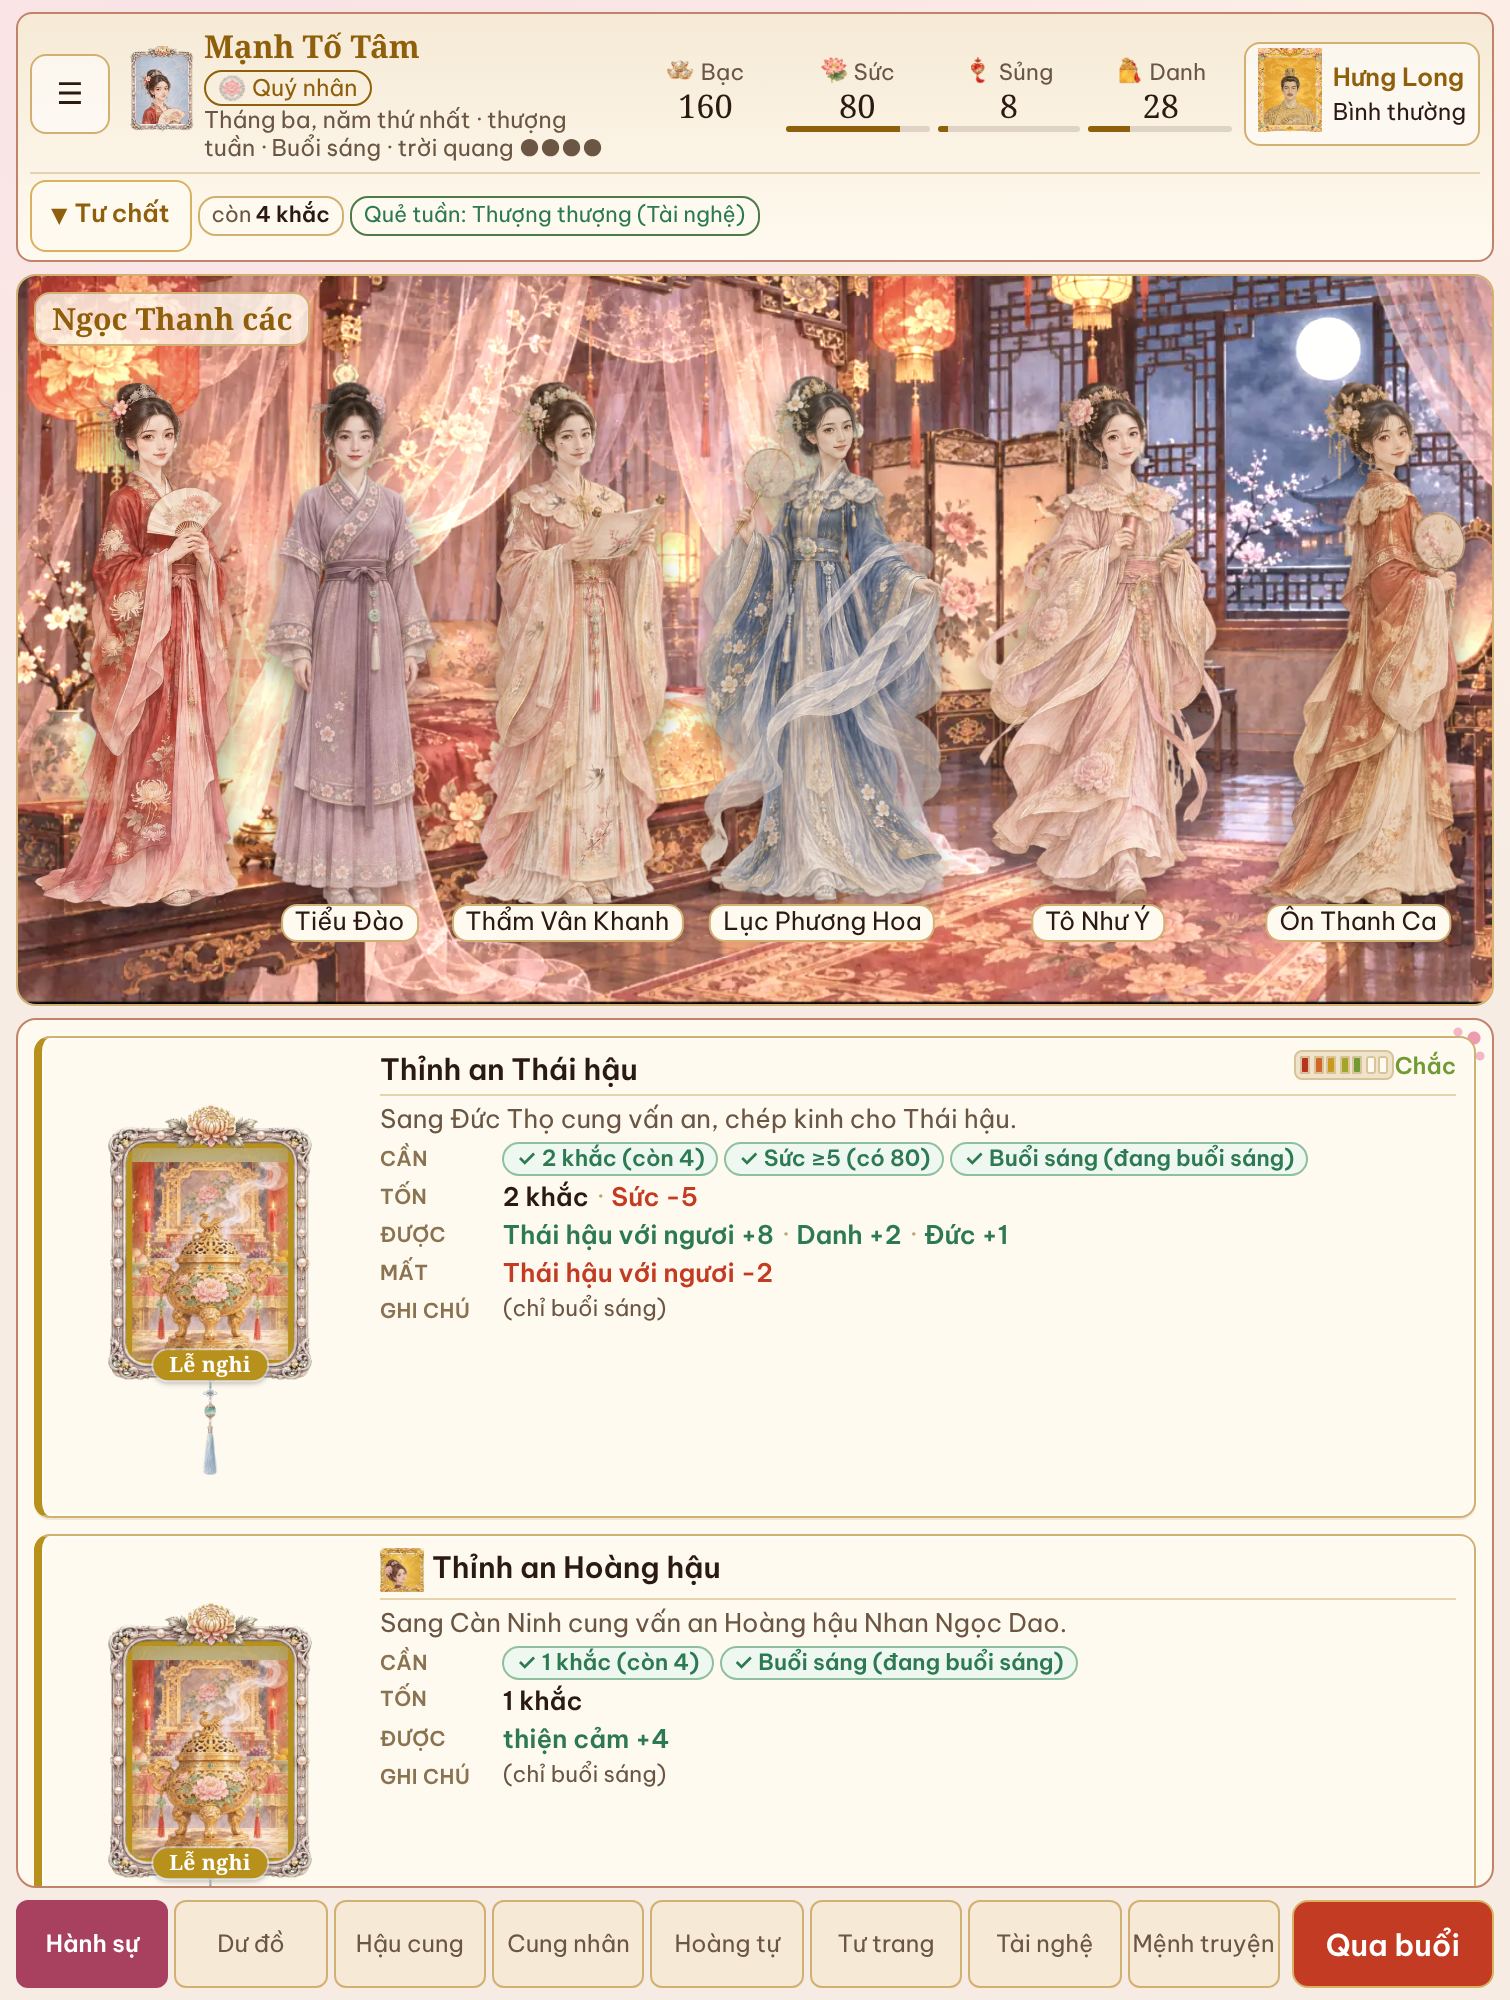 ☰
Mạnh Tố Tâm
Quý nhân
Tháng ba, năm thứ nhất · thượng
tuần · Buổi sáng · trời quang ●●●●
Bạc
160
Sức
80
Sủng
8
Danh
28
Hưng Long
Bình thường
▼ Tư chất
còn 4 khắc
Quẻ tuần: Thượng thượng (Tài nghệ)
Ngọc Thanh các
Tiểu Đào
Thẩm Vân Khanh
Lục Phương Hoa
Tô Như Ý
Ôn Thanh Ca
Thỉnh an Thái hậu
Chắc
Sang Đức Thọ cung vấn an, chép kinh cho Thái hậu.
CẦN ✓ 2 khắc (còn 4) ✓ Sức ≥5 (có 80) ✓ Buổi sáng (đang buổi sáng)
TỐN 2 khắc · Sức -5
ĐƯỢC Thái hậu với ngươi +8 · Danh +2 · Đức +1
MẤT Thái hậu với ngươi -2
GHI CHÚ (chỉ buổi sáng)
Lễ nghi
Thỉnh an Hoàng hậu
Sang Càn Ninh cung vấn an Hoàng hậu Nhan Ngọc Dao.
CẦN ✓ 1 khắc (còn 4) ✓ Buổi sáng (đang buổi sáng)
TỐN 1 khắc
ĐƯỢC thiện cảm +4
GHI CHÚ (chỉ buổi sáng)
Lễ nghi
Hành sự
Dư đồ
Hậu cung
Cung nhân
Hoàng tự
Tư trang
Tài nghệ
Mệnh truyện
Qua buổi